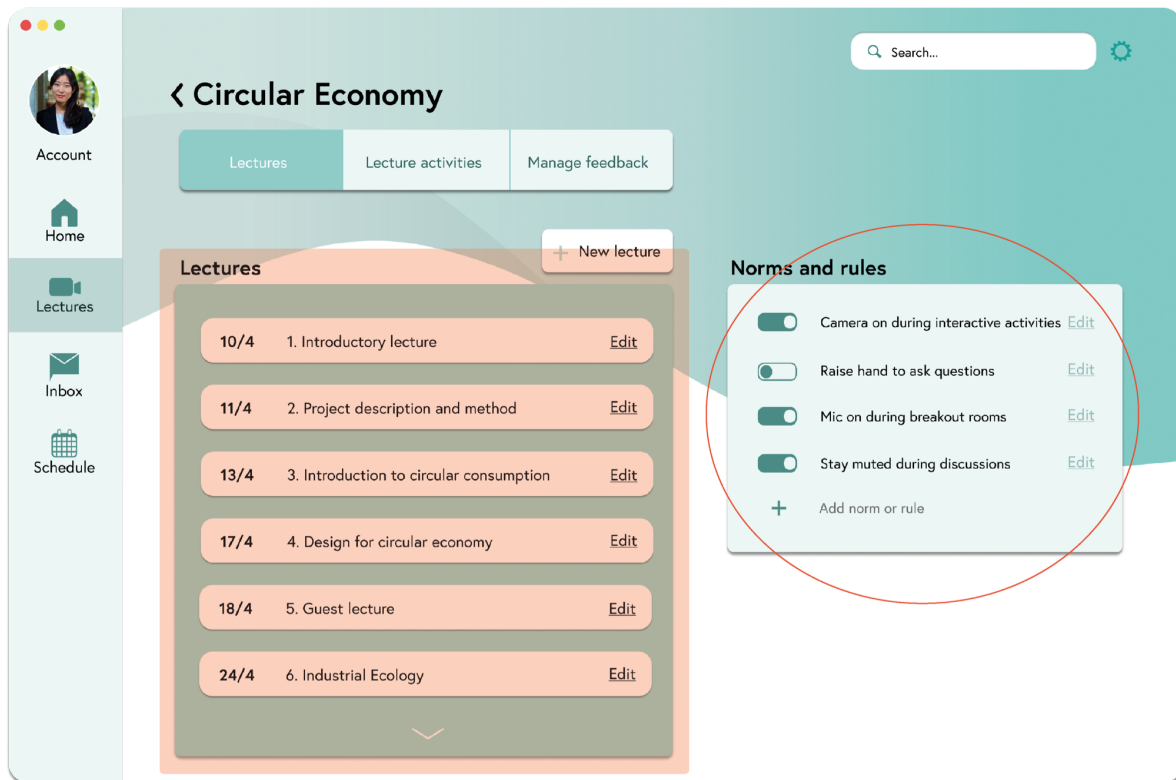 Search...
Circular Economy
Account
Lectures
Lecture activities
Manage feedback
Home
Lectures
Inbox
Schedule
New lecture
Lectures
10/4 1. Introductory lecture Edit
11/4 2. Project description and method Edit
13/4 3. Introduction to circular consumption Edit
17/4 4. Design for circular economy Edit
18/4 5. Guest lecture Edit
24/4 6. Industrial Ecology Edit
Norms and rules
Camera on during interactive activities Edit
Raise hand to ask questions Edit
Mic on during breakout rooms Edit
Stay muted during discussions Edit
Add norm or rule